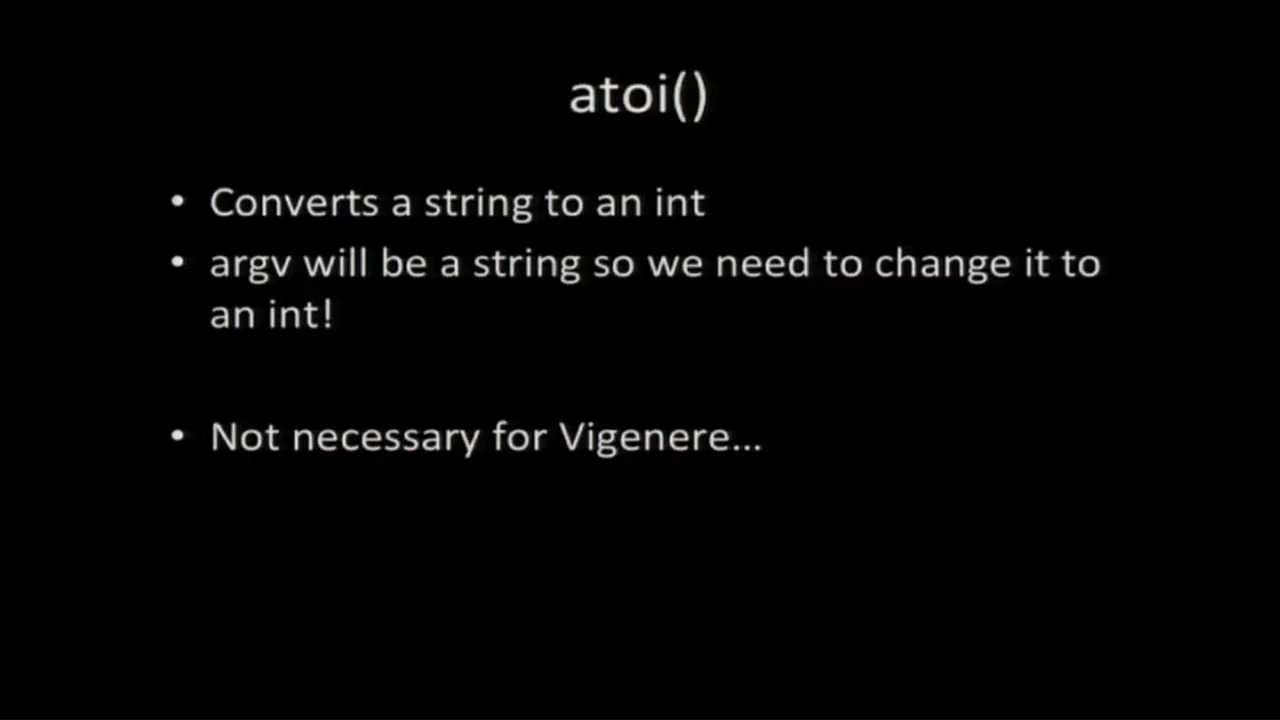 atoi()
• Converts a string to an int
• argv will be a string so we need to change it to
an int!
• Not necessary for Vigenere...